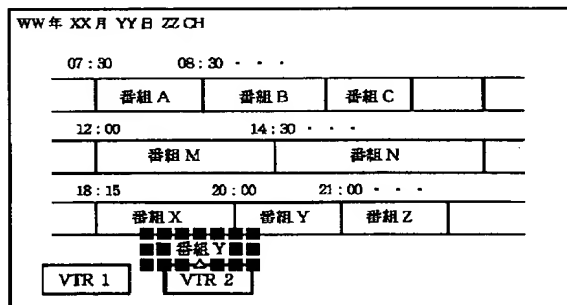 WW年 XX月 YY日 ZZ CH
07:30 08:30 ・・・
番組A 番組B 番組C
12:00 14:30 ・・・
番組M 番組N
18:15 20:00 21:00 ・・・
番組X 番組Y 番組Z
番組Y
VTR 1 VTR 2